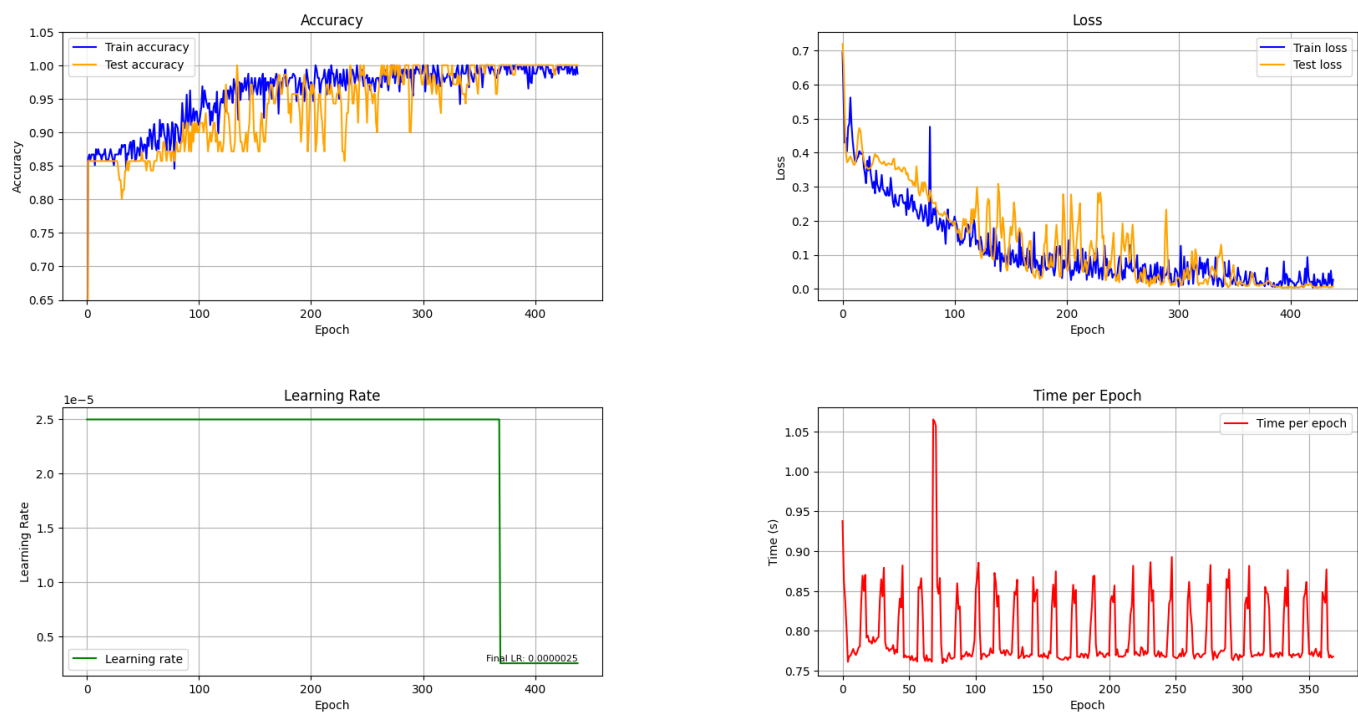 Accuracy
1.05
1.00
0.95
0.90
0.85
0.80
0.75
0.70
0.65
Accuracy
Train accuracy
Test accuracy
0 100 200 300 400
Epoch
Loss
0.7
0.6
0.5
0.4
0.3
0.2
0.1
0.0
Loss
Train loss
Test loss
0 100 200 300 400
Epoch
Learning Rate
1e-5
2.5
2.0
1.5
1.0
0.5
Learning Rate
Learning rate
Final LR: 0.0000025
0 100 200 300 400
Epoch
Time per Epoch
1.05
1.00
0.95
0.90
0.85
0.80
0.75
Time (s)
Time per epoch
0 50 100 150 200 250 300 350
Epoch